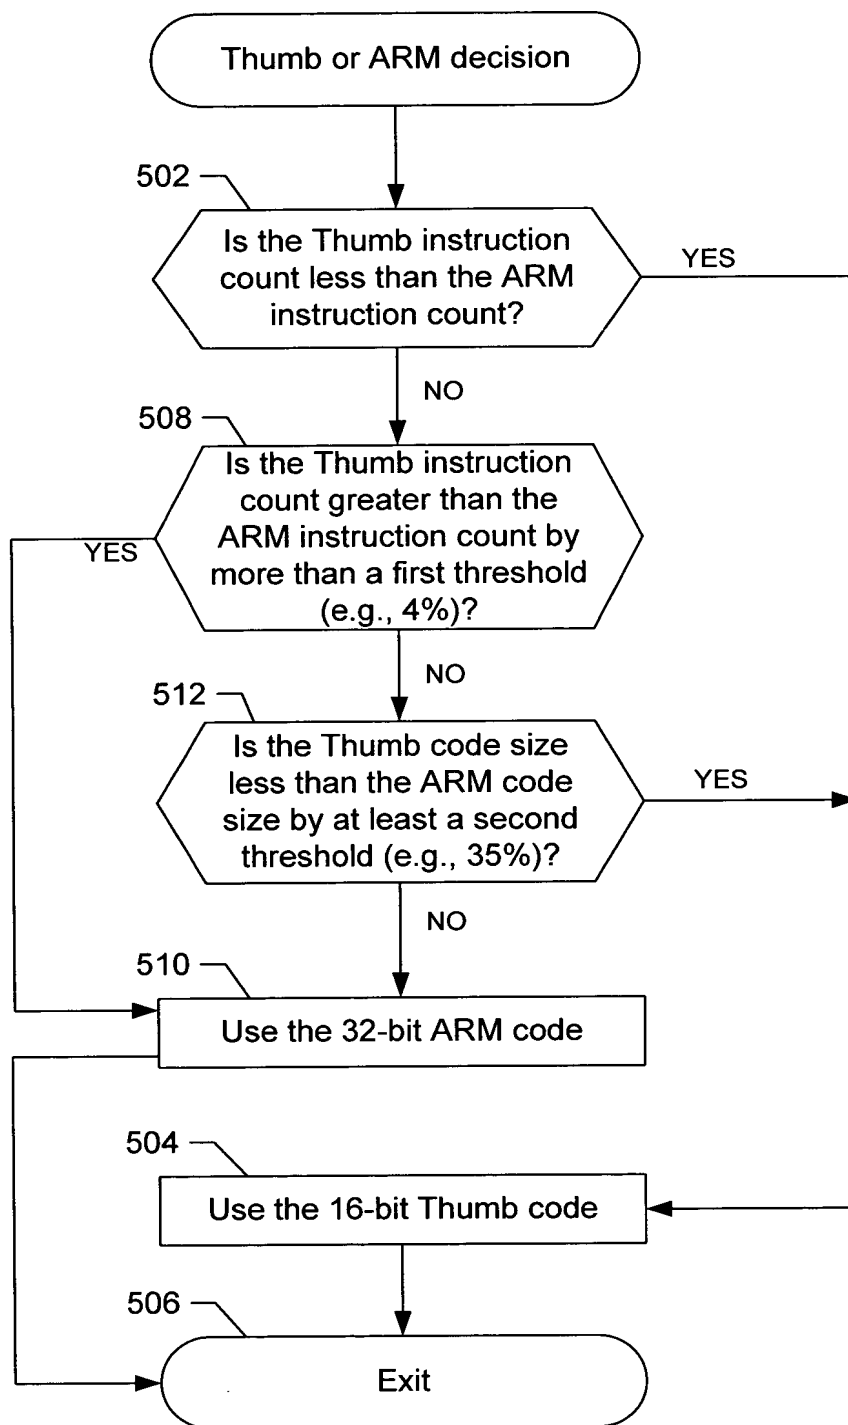 Thumb or ARM decision
502
Is the Thumb instruction
count less than the ARM
instruction count?
YES
NO
508
Is the Thumb instruction
count greater than the
ARM instruction count by
more than a first threshold
(e.g., 4%)?
YES
NO
512
Is the Thumb code size
less than the ARM code
size by at least a second
threshold (e.g., 35%)?
YES
NO
510
Use the 32-bit ARM code
504
Use the 16-bit Thumb code
506
Exit